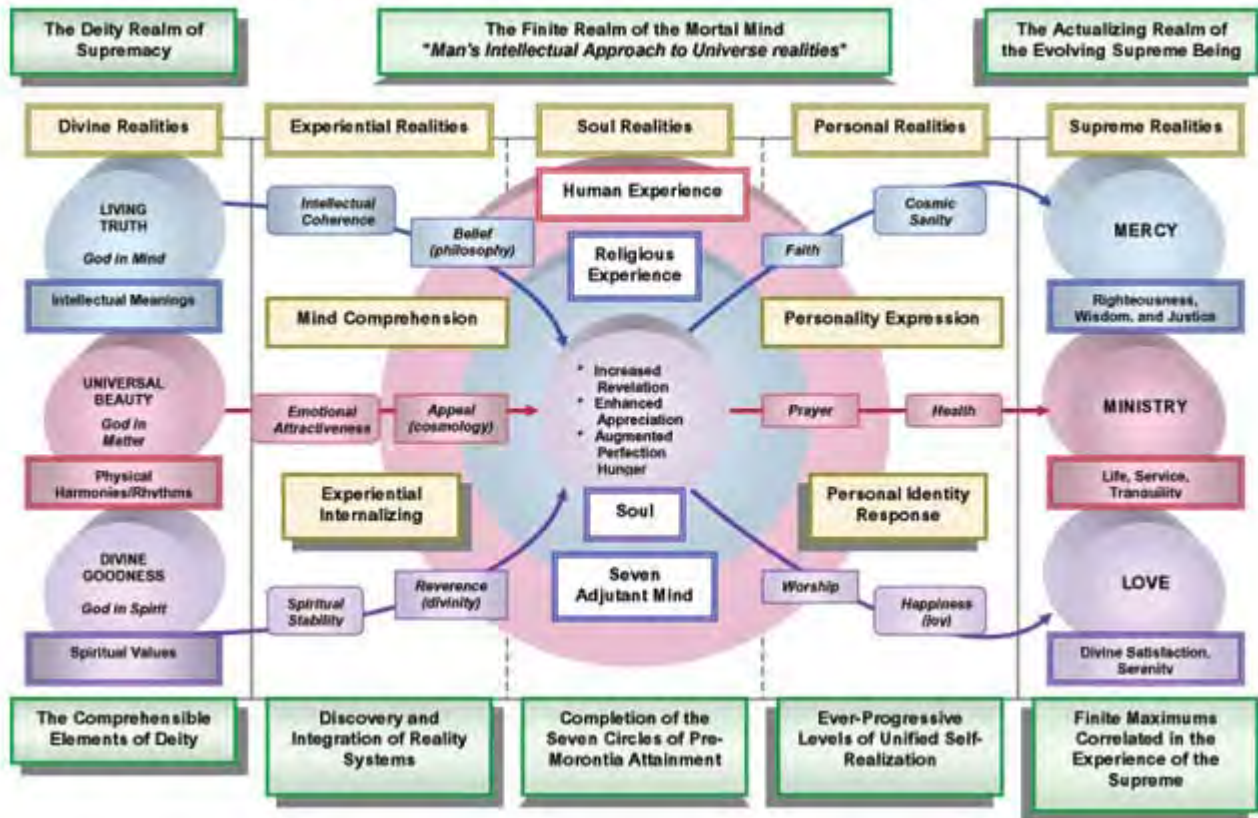 The Deity Realm of
Supremacy
The Finite Realm of the Mortal Mind
"Man's Intellectual Approach to Universe realities"
The Actualizing Realm of
the Evolving Supreme Being
Divine Realities
Experiential Realities
Soul Realities
Personal Realities
Supreme Realities
LIVING
TRUTH
God in Mind
Intellectual Meanings
Intellectual
Coherence
Belief
(philosophy)
Human Experience
Religious
Experience
Faith
Cosmic
Sanity
MERCY
Righteousness,
Wisdom, and Justice
Mind Comprehension
Personality Expression
UNIVERSAL
BEAUTY
God in
Matter
Physical
Harmonies/Rhythms
Emotional
Attractiveness
Appeal
(cosmology)
* Increased
Revelation
* Enhanced
Appreciation
* Augmented
Perfection
Hunger
Prayer
Health
MINISTRY
Life, Service,
Tranquility
Experiential
Internalizing
Soul
Personal Identity
Response
DIVINE
GOODNESS
God in Spirit
Spiritual Values
Spiritual
Stability
Reverence
(divinity)
Seven
Adjutant Mind
Worship
Happiness
(joy)
LOVE
Divine Satisfaction,
Serenity
The Comprehensible
Elements of Deity
Discovery and
Integration of Reality
Systems
Completion of the
Seven Circles of Pre-
Morontia Attainment
Ever-Progressive
Levels of Unified Self-
Realization
Finite Maximums
Correlated in the
Experience of the
Supreme